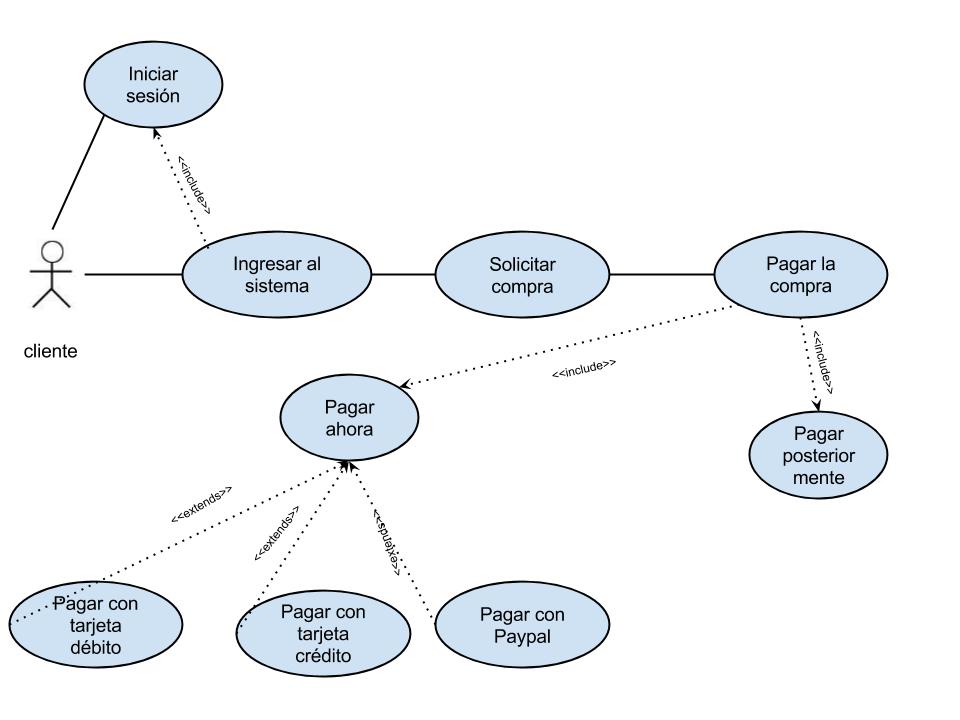 Iniciar
sesión
<<include>>
Ingresar al
sistema
Solicitar
compra
Pagar la
compra
cliente
<<include>>
<<include>>
Pagar
ahora
Pagar
posterior
mente
<<extends>>
<<extends>>
<<extends>>
Pagar con
tarjeta
débito
Pagar con
tarjeta
crédito
Pagar con
Paypal